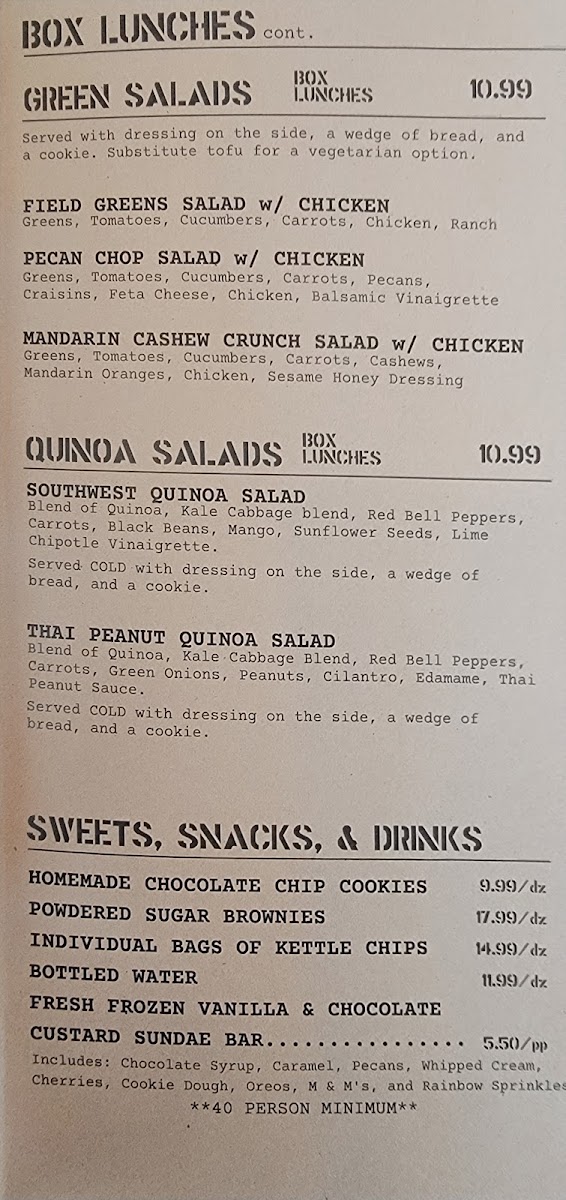 BOX LUNCHES cont.
GREEN SALADS BOX LUNCHES 10.99
Served with dressing on the side, a wedge of bread, and
a cookie. Substitute tofu for a vegetarian option.
FIELD GREENS SALAD w/ CHICKEN
Greens, Tomatoes, Cucumbers, Carrots, Chicken, Ranch
PECAN CHOP SALAD w/ CHICKEN
Greens, Tomatoes, Cucumbers, Carrots, Pecans,
Craisins, Feta Cheese, Chicken, Balsamic Vinaigrette
MANDARIN CASHEW CRUNCH SALAD w/ CHICKEN
Greens, Tomatoes, Cucumbers, Carrots, Cashews,
Mandarin Oranges, Chicken, Sesame Honey Dressing
QUINOA SALADS BOX LUNCHES 10.99
SOUTHWEST QUINOA SALAD
Blend of Quinoa, Kale Cabbage blend, Red Bell Peppers,
Carrots, Black Beans, Mango, Sunflower Seeds, Lime
Chipotle Vinaigrette.
Served COLD with dressing on the side, a wedge of
bread, and a cookie.
THAI PEANUT QUINOA SALAD
Blend of Quinoa, Kale Cabbage Blend, Red Bell Peppers,
Carrots, Green Onions, Peanuts, Cilantro, Edamame, Thai
Peanut Sauce.
Served COLD with dressing on the side, a wedge of
bread, and a cookie.
SWEETS, SNACKS, & DRINKS
HOMEMADE CHOCOLATE CHIP COOKIES 9.99/dz
POWDERED SUGAR BROWNIES 17.99/dz
INDIVIDUAL BAGS OF KETTLE CHIPS 14.99/dz
BOTTLED WATER 11.99/dz
FRESH FROZEN VANILLA & CHOCOLATE
CUSTARD SUNDAE BAR................ 5.50/pp
Includes: Chocolate Syrup, Caramel, Pecans, Whipped Cream,
Cherries, Cookie Dough, Oreos, M & M's, and Rainbow Sprinkles
**40 PERSON MINIMUM**